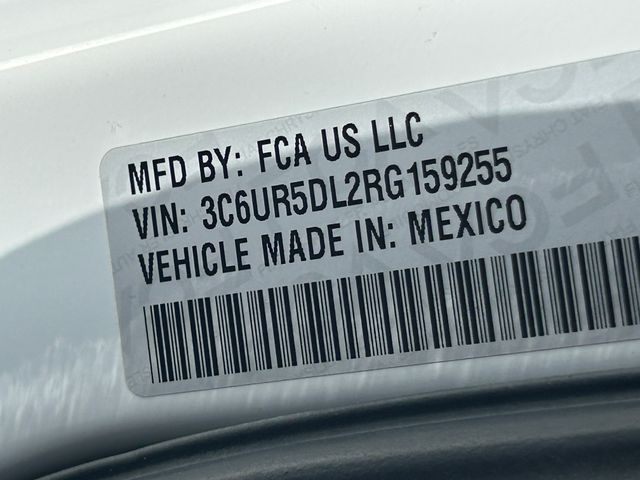 MFD BY: FCA US LLC
VIN: 3C6UR5DL2RG159255
VEHICLE MADE IN: MEXICO